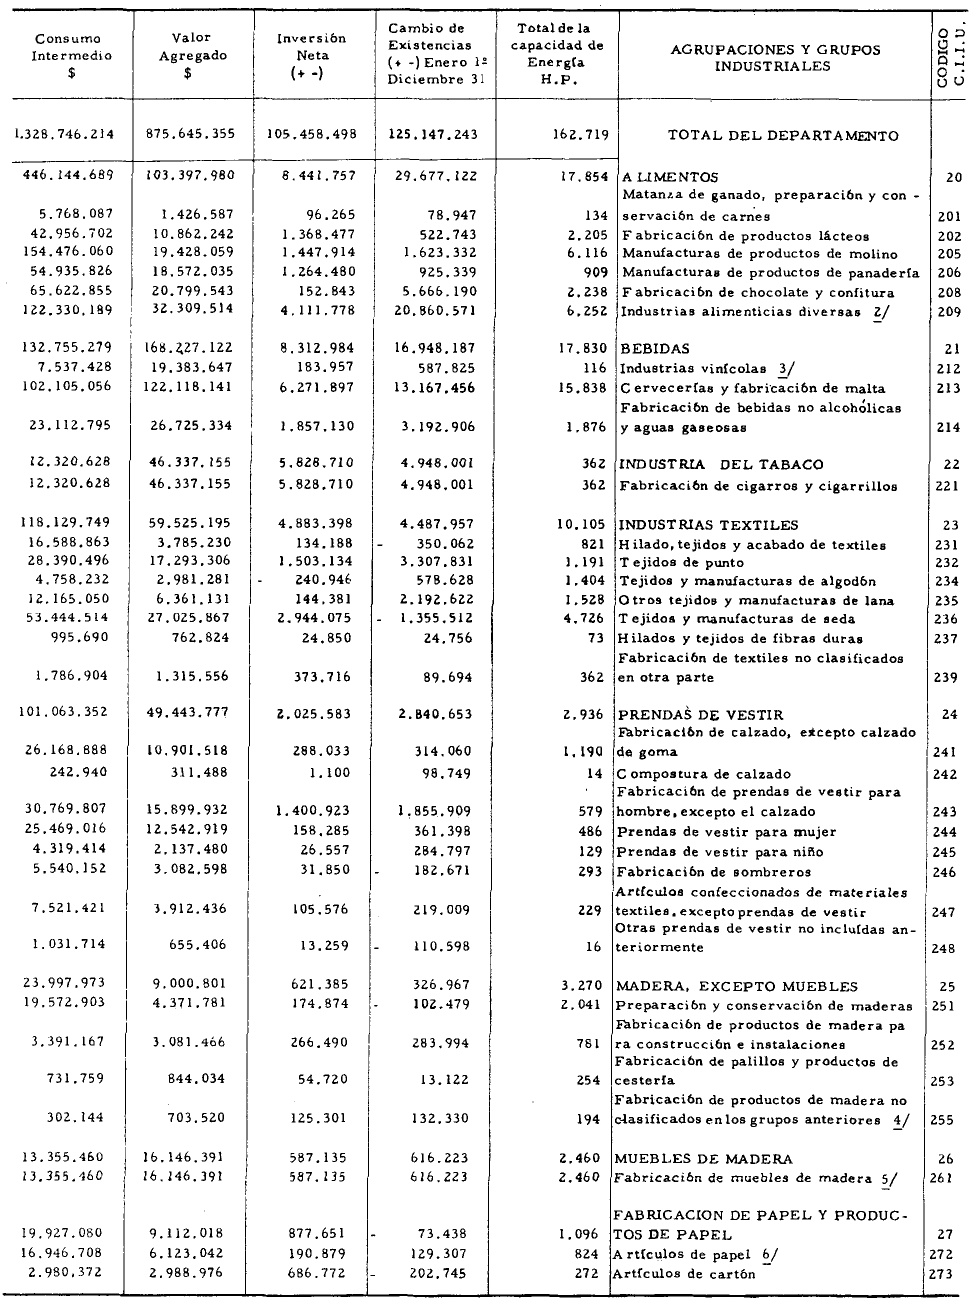 Consumo Intermedio $ | Valor Agregado $ | Inversión Neta (+ -) | Cambio de Existencias (+ -) Enero 1º Diciembre 31 | Total de la capacidad de Energía H.P. | AGRUPACIONES Y GRUPOS INDUSTRIALES | CODIGO C.I.I.U.
1.328.746.214 875.645.355 105.458.498 125.147.243 162.719 TOTAL DEL DEPARTAMENTO
446.144.689 103.397.980 8.441.757 29.677.122 17.854 ALIMENTOS 20
Matanza de ganado, preparación y con -
5.768.087 1.426.587 96.265 78.947 134 servación de carnes 201
42.956.702 10.862.242 1.368.477 522.743 2.205 Fabricación de productos lácteos 202
154.476.060 19.428.059 1.447.914 1.623.332 6.116 Manufacturas de productos de molino 205
54.935.826 18.572.035 1.264.480 925.339 909 Manufacturas de productos de panadería 206
65.622.855 20.799.543 152.843 5.666.190 2.238 Fabricación de chocolate y confitura 208
122.330.189 32.309.514 4.111.778 20.860.571 6.252 Industrias alimenticias diversas 2/ 209
132.755.279 168.227.122 8.312.984 16.948.187 17.830 BEBIDAS 21
7.537.428 19.383.647 183.957 587.825 116 Industrias vinícolas 3/ 212
102.105.056 122.118.141 6.271.897 13.167.456 15.838 Cervecerías y fabricación de malta 213
Fabricación de bebidas no alcohólicas
23.112.795 26.725.334 1.857.130 3.192.906 1.876 y aguas gaseosas 214
12.320.628 46.337.155 5.828.710 4.948.001 362 INDUSTRIA DEL TABACO 22
12.320.628 46.337.155 5.828.710 4.948.001 362 Fabricación de cigarros y cigarrillos 221
118.129.749 59.525.195 4.883.398 4.487.957 10.105 INDUSTRIAS TEXTILES 23
16.588.863 3.785.230 134.188 - 350.062 821 Hilado, tejidos y acabado de textiles 231
28.390.496 17.293.306 1.503.134 3.307.831 1.191 Tejidos de punto 232
4.758.232 2.981.281 - 240.946 578.628 1.404 Tejidos y manufacturas de algodón 234
12.165.050 6.361.131 144.381 2.192.622 1.528 Otros tejidos y manufacturas de lana 235
53.444.514 27.025.867 2.944.075 - 1.355.512 4.726 Tejidos y manufacturas de seda 236
995.690 762.824 24.850 24.756 73 Hilados y tejidos de fibras duras 237
Fabricación de textiles no clasificados
1.786.904 1.315.556 373.716 89.694 362 en otra parte 239
101.063.352 49.443.777 2.025.583 2.840.653 2.936 PRENDAS DE VESTIR 24
Fabricación de calzado, excepto calzado
26.168.888 10.901.518 288.033 314.060 1.190 de goma 241
242.940 311.488 1.100 98.749 14 Compostura de calzado 242
Fabricación de prendas de vestir para
30.769.807 15.899.932 1.400.923 1.855.909 579 hombre, excepto el calzado 243
25.469.016 12.542.919 158.285 361.398 486 Prendas de vestir para mujer 244
4.319.414 2.137.480 26.557 284.797 129 Prendas de vestir para niño 245
5.540.152 3.082.598 31.850 - 182.671 293 Fabricación de sombreros 246
Artículos confeccionados de materiales
7.521.421 3.912.436 105.576 219.009 229 textiles, excepto prendas de vestir 247
Otras prendas de vestir no incluídas an-
1.031.714 655.406 13.259 - 110.598 16 teriormente 248
23.997.973 9.000.801 621.385 326.967 3.270 MADERA, EXCEPTO MUEBLES 25
19.572.903 4.371.781 174.874 - 102.479 2.041 Preparación y conservación de maderas 251
Fabricación de productos de madera pa
3.391.167 3.081.466 266.490 283.994 781 ra construcción e instalaciones 252
Fabricación de palillos y productos de
731.759 844.034 54.720 13.122 254 cestería 253
Fabricación de productos de madera no
302.144 703.520 125.301 132.330 194 clasificados en los grupos anteriores 4/ 255
13.355.460 16.146.391 587.135 616.223 2.460 MUEBLES DE MADERA 26
13.355.460 16.146.391 587.135 616.223 2.460 Fabricación de muebles de madera 5/ 261
FABRICACION DE PAPEL Y PRODUC-
19.927.080 9.112.018 877.651 - 73.438 1.096 TOS DE PAPEL 27
16.946.708 6.123.042 190.879 129.307 824 Artículos de papel 6/ 272
2.980.372 2.988.976 686.772 - 202.745 272 Artículos de cartón 273